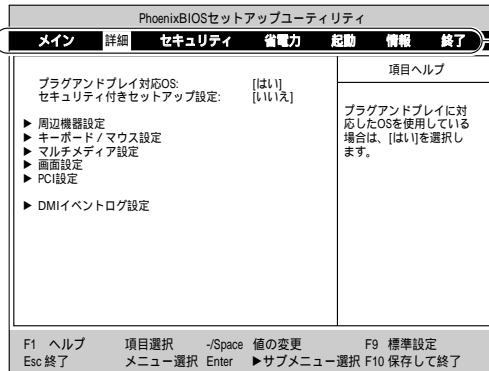 PhoenixBIOSセットアップユーティリティ
メイン 詳細 セキュリティ 省電力 起動 情報 終了
項目ヘルプ
プラグアンドプレイ対応OS: [はい]
セキュリティ付きセットアップ設定: [いいえ]
プラグアンドプレイに対
応したOSを使用している
場合は、[はい]を選択し
ます。
▶ 周辺機器設定
▶ キーボード/マウス設定
▶ マルチメディア設定
▶ 画面設定
▶ PCI設定
▶ DMIイベントログ設定
F1 ヘルプ 項目選択 -/Space 値の変更 F9 標準設定
Esc 終了 メニュー選択 Enter ▶サブメニュー選択 F10 保存して終了